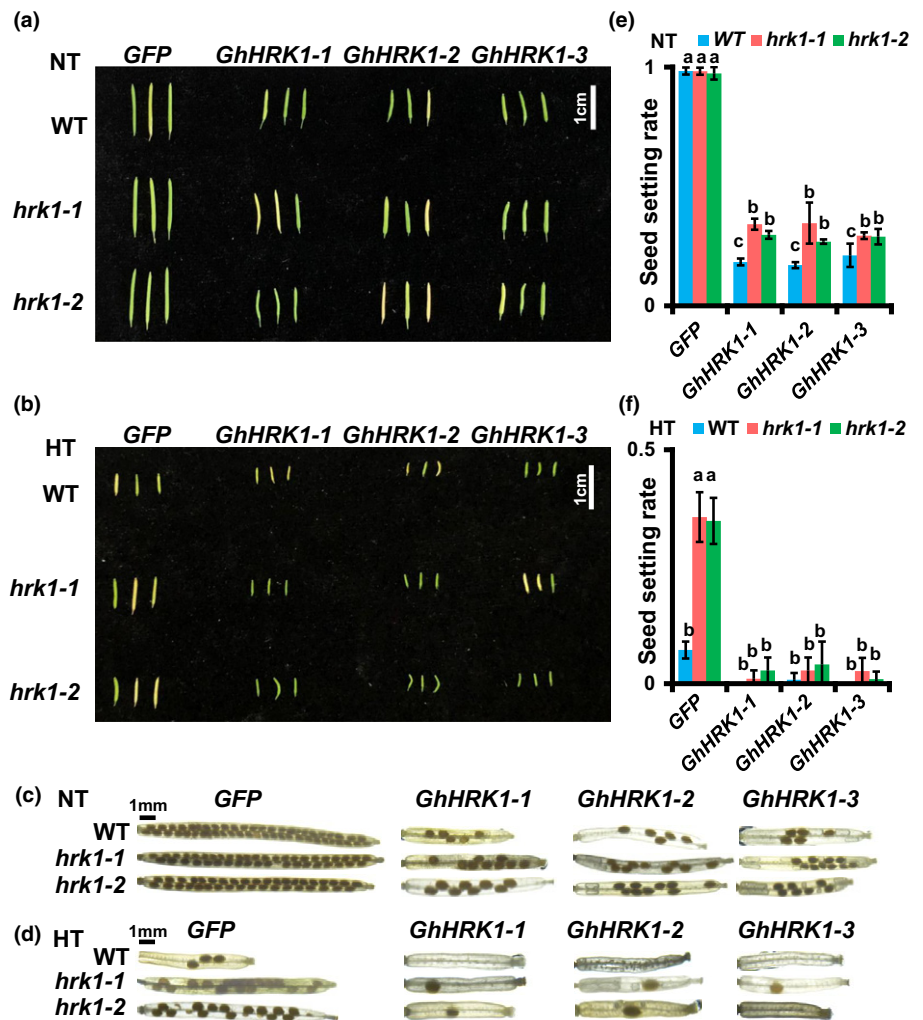 (a)
NT GFP GhHRK1-1 GhHRK1-2 GhHRK1-3
WT
1cm
hrk1-1
hrk1-2
(b)
HT GFP GhHRK1-1 GhHRK1-2 GhHRK1-3
WT
1cm
hrk1-1
hrk1-2
(c) NT
1mm GFP GhHRK1-1 GhHRK1-2 GhHRK1-3
WT
hrk1-1
hrk1-2
(d) HT
1mm GFP GhHRK1-1 GhHRK1-2 GhHRK1-3
WT
hrk1-1
hrk1-2
(e)
NT WT hrk1-1 hrk1-2
1
a a a
Seed setting rate
c b b c b b c b b
0
GFP GhHRK1-1 GhHRK1-2 GhHRK1-3
(f)
HT WT hrk1-1 hrk1-2
0.5
b a a
Seed setting rate
b b b b b b b b b
0
GFP GhHRK1-1 GhHRK1-2 GhHRK1-3